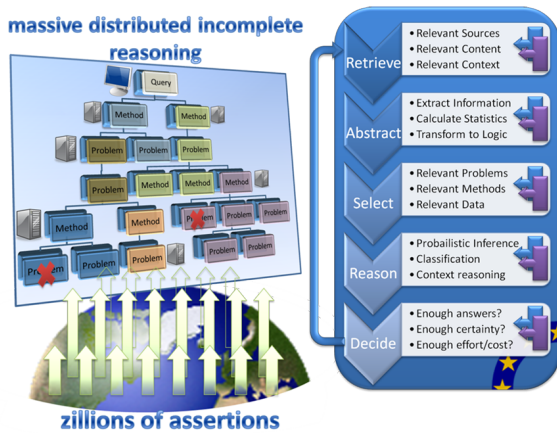 massive distributed incomplete
reasoning
Query
Method
Method
Problem
Problem
Problem
Problem
Method
Method
Problem
Method
Method
Problem
Problem
Problem
Problem
Problem
Problem
Problem
Problem
zillions of assertions
Retrieve
• Relevant Sources
• Relevant Content
• Relevant Context
Abstract
• Extract Information
• Calculate Statistics
• Transform to Logic
Select
• Relevant Problems
• Relevant Methods
• Relevant Data
Reason
• Probailistic Inference
• Classification
• Context reasoning
Decide
• Enough answers?
• Enough certainty?
• Enough effort/cost?